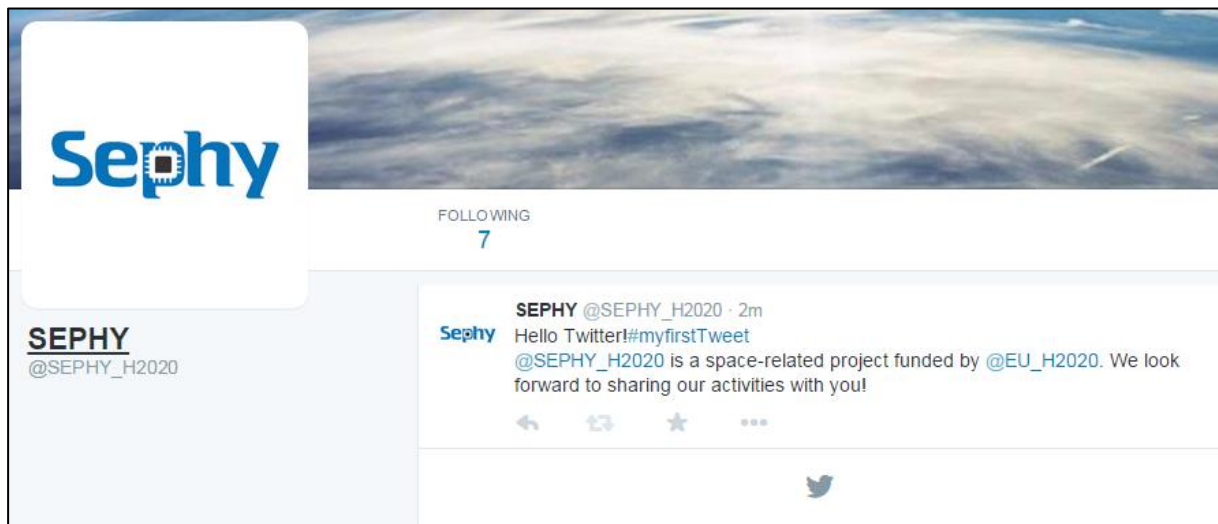 Sephy
FOLLOWING
7
SEPHY
@SEPHY_H2020
Sephy
SEPHY @SEPHY_H2020 · 2m
Hello Twitter!#myfirstTweet
@SEPHY_H2020 is a space-related project funded by @EU_H2020. We look
forward to sharing our activities with you!